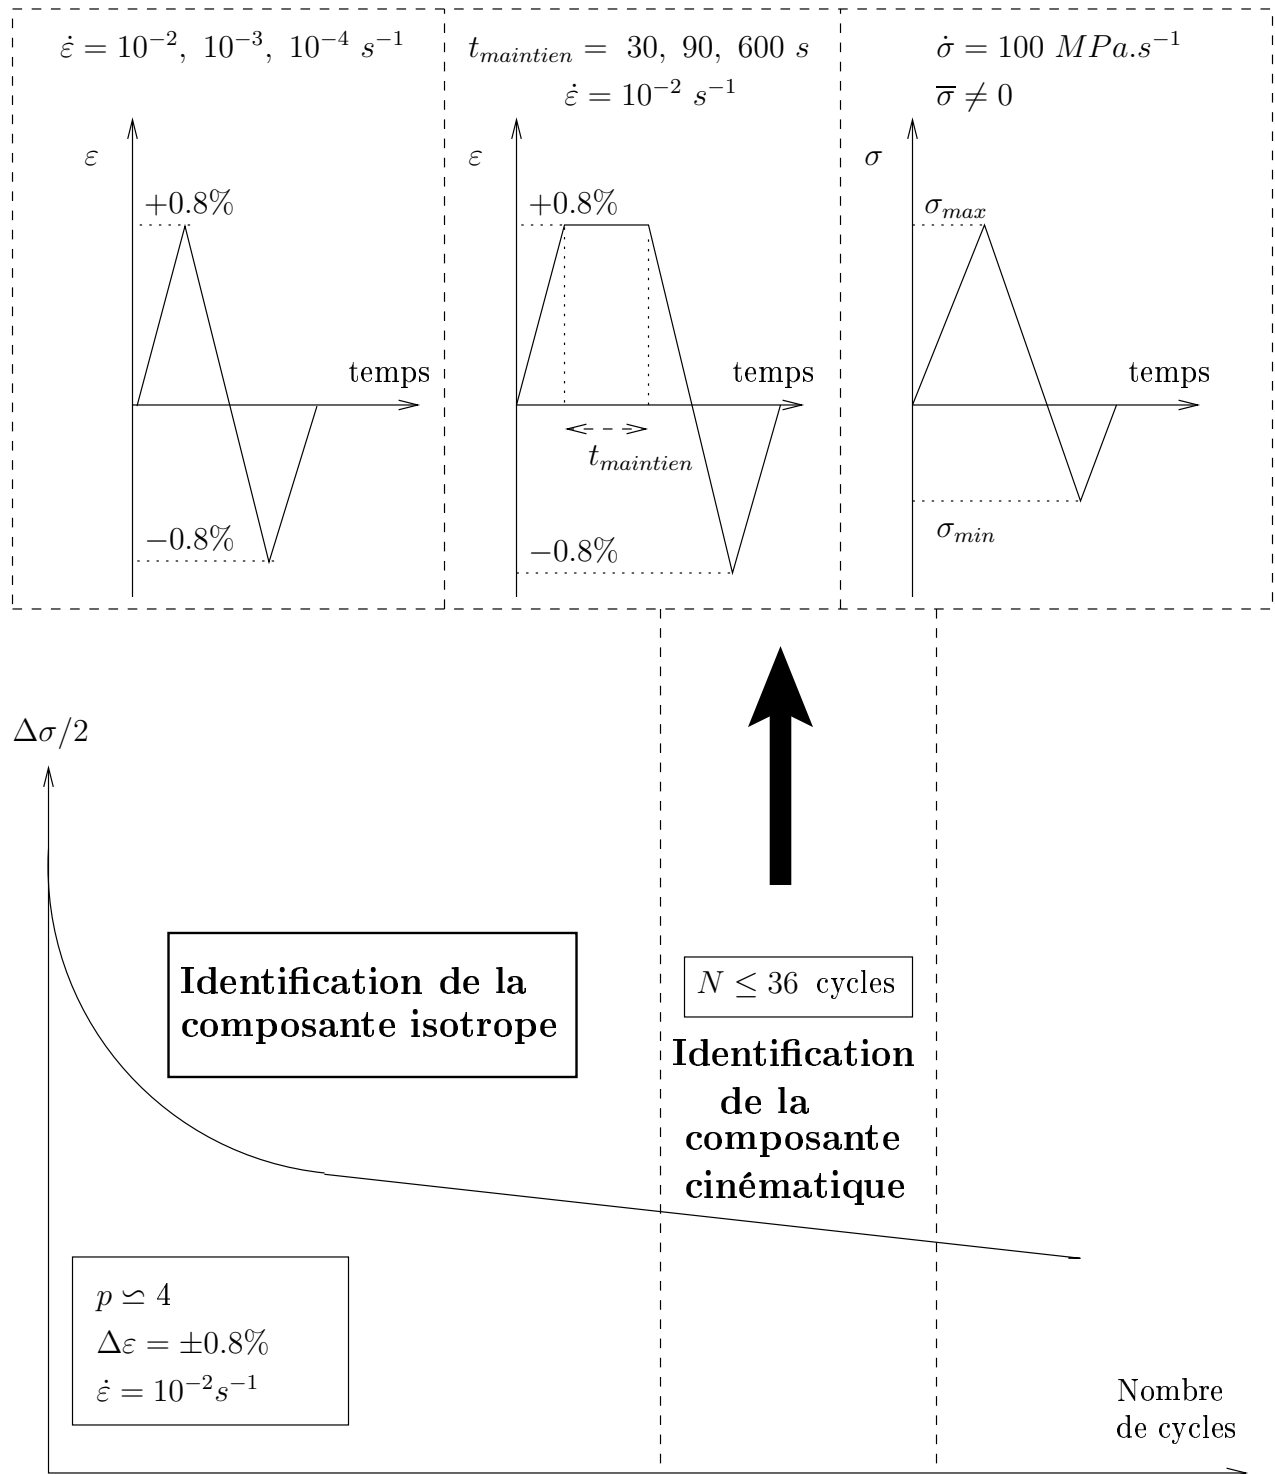 ε̇ = 10⁻², 10⁻³, 10⁻⁴ s⁻¹
ε
+0.8%
temps
−0.8%
t_maintien = 30, 90, 600 s
ε̇ = 10⁻² s⁻¹
ε
+0.8%
temps
t_maintien
−0.8%
σ̇ = 100 MPa.s⁻¹
σ̅ ≠ 0
σ
σ_max
temps
σ_min
Δσ/2
Identification de la
composante isotrope
N ≤ 36 cycles
Identification
de la
composante
cinématique
p ≃ 4
Δε = ±0.8%
ε̇ = 10⁻²s⁻¹
Nombre
de cycles